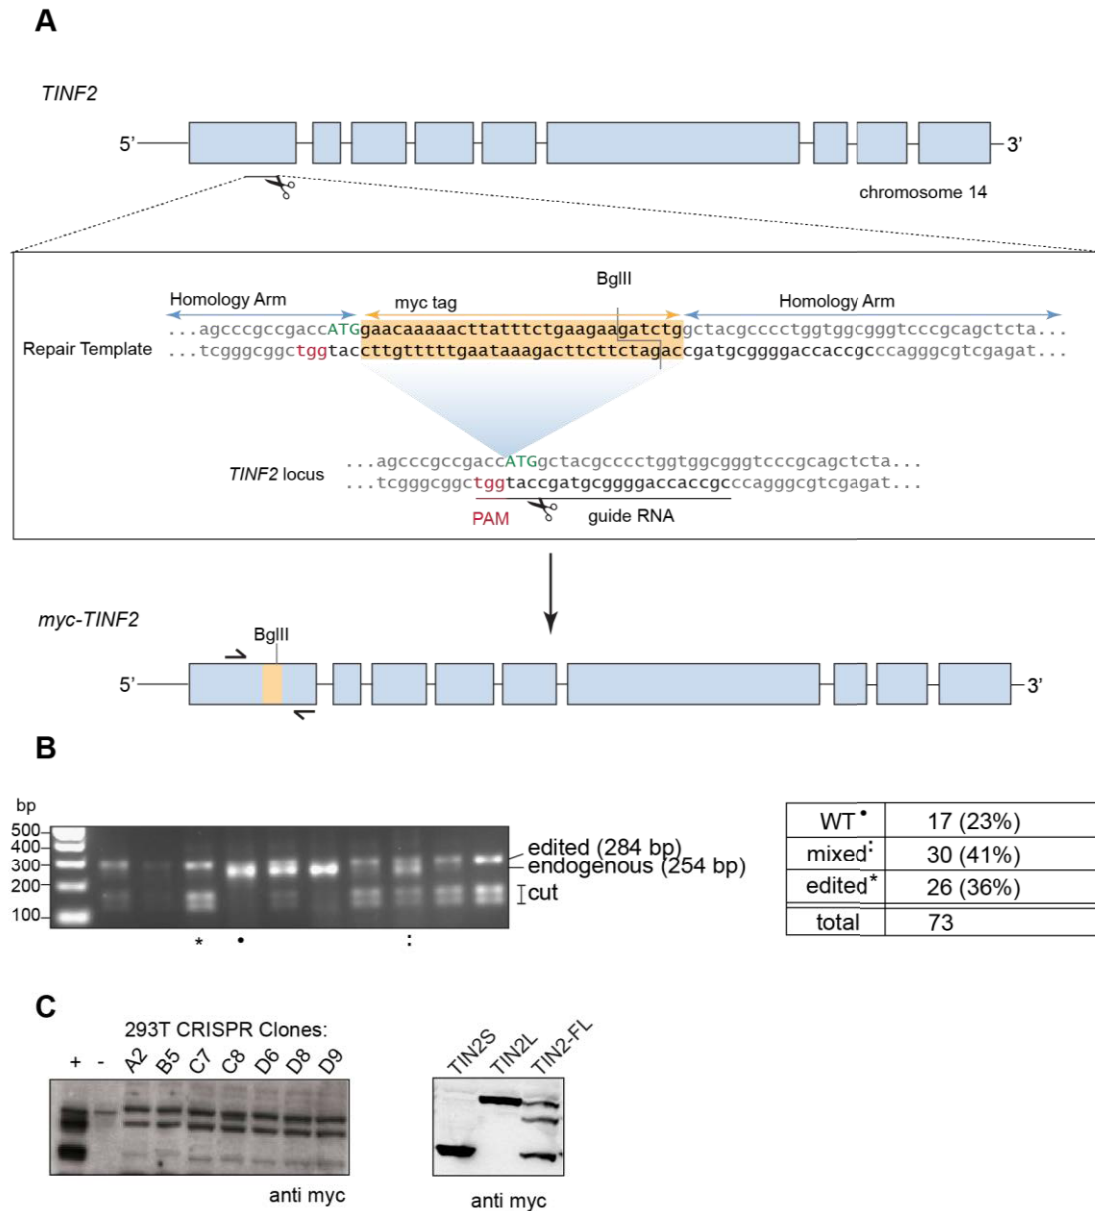 A
TINF2
5’
3’
chromosome 14
BglII
Homology Arm
myc tag
Homology Arm
...agcccgccgaccATGgaacaaaaacttatttctgaagaagatctggctacgcccctggtggcgggtcccgcagctcta...
Repair Template
...tcgggcggctggtaccttgtttttgaataaagacttcttctagaccgatgcggggaccaccgcccagggcgtcgagat...
...agcccgccgaccATGgctacgcccctggtggcgggtcccgcagctcta...
TINF2 locus
...tcgggcggctggtaccgatgcggggaccaccgcccagggcgtcgagat...
PAM
guide RNA
myc-TINF2
BglII
5’
3’
B
bp
500
400
300
200
100
edited (284 bp)
endogenous (254 bp)
cut
* • :
WT• 17 (23%)
mixed: 30 (41%)
edited* 26 (36%)
total 73
C
293T CRISPR Clones:
+ - A2 B5 C7 C8 D6 D8 D9
anti myc
TIN2S TIN2L TIN2-FL
anti myc